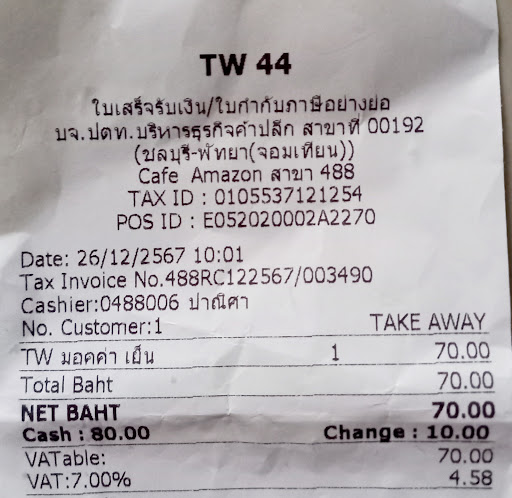 TW 44
ใบเสร็จรับเงิน/ใบกำกับภาษีอย่างย่อ
บจ.ปตท.บริหารธุรกิจค้าปลีก สาขาที่ 00192
(ชลบุรี-พัทยา(จอมเทียน))
Cafe Amazon สาขา 488
TAX ID : 0105537121254
POS ID : E052020002A2270
Date: 26/12/2567 10:01
Tax Invoice No.488RC122567/003490
Cashier:0488006 ปาณิศา
No. Customer:1 TAKE AWAY
TW มอคค่า เย็น 1 70.00
Total Baht 70.00
NET BAHT 70.00
Cash : 80.00 Change : 10.00
VATable: 70.00
VAT:7.00% 4.58